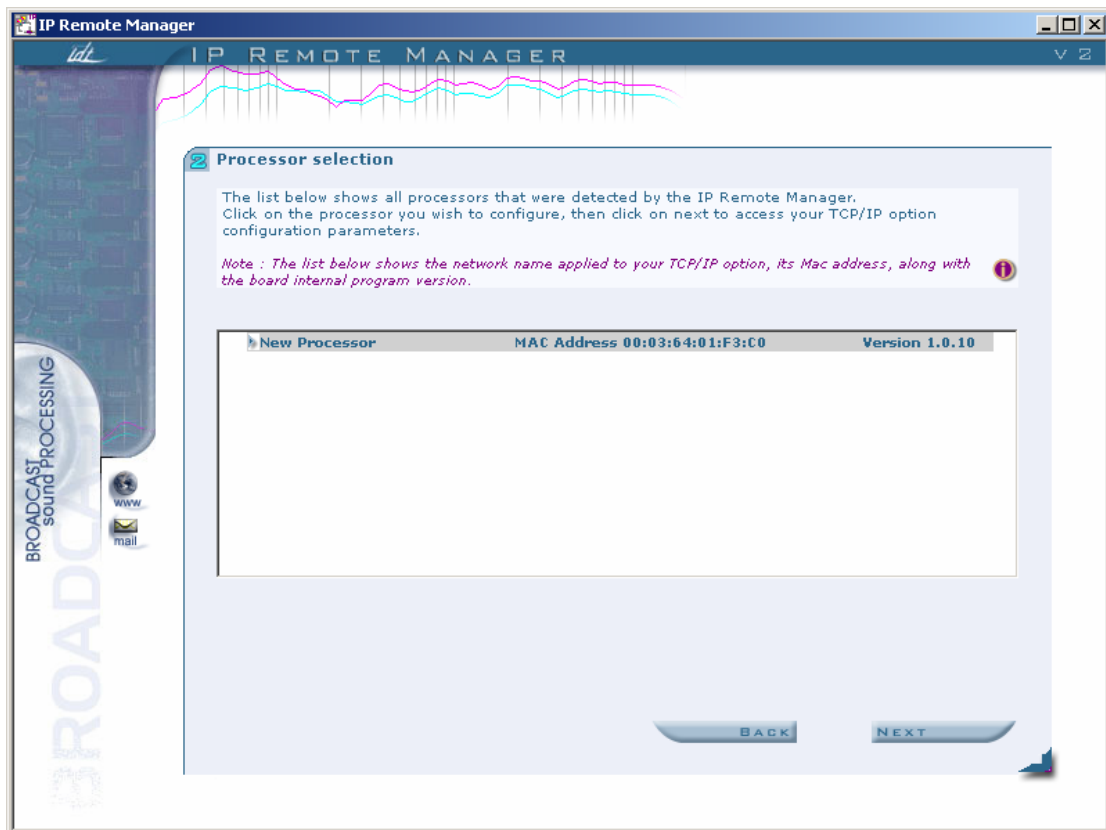 IP Remote Manager
idt
IP REMOTE MANAGER
V 2
2 Processor selection
The list below shows all processors that were detected by the IP Remote Manager.
Click on the processor you wish to configure, then click on next to access your TCP/IP option
configuration parameters.
Note : The list below shows the network name applied to your TCP/IP option, its Mac address, along with
the board internal program version.
New Processor MAC Address 00:03:64:01:F3:C0 Version 1.0.10
BROADCAST
sound PROCESSING
www
mail
BROADCA
BACK
NEXT